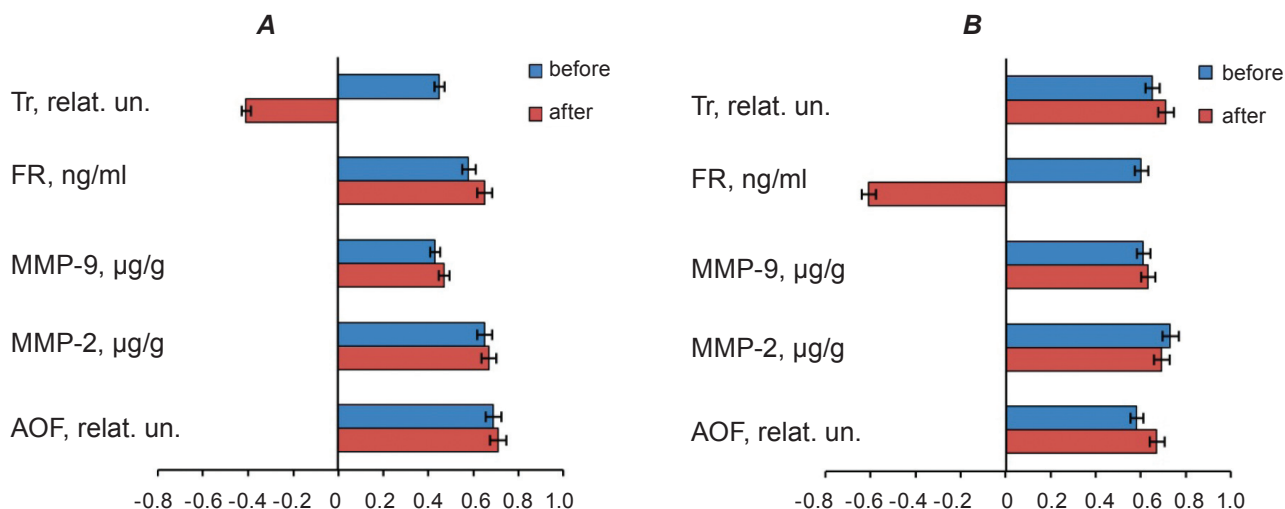 A
before
after
Tr, relat. un.
FR, ng/ml
MMP-9, µg/g
MMP-2, µg/g
AOF, relat. un.
-0.8 -0.6 -0.4 -0.2 0 0.2 0.4 0.6 0.8 1.0
B
before
after
Tr, relat. un.
FR, ng/ml
MMP-9, µg/g
MMP-2, µg/g
AOF, relat. un.
-0.8 -0.6 -0.4 -0.2 0 0.2 0.4 0.6 0.8 1.0